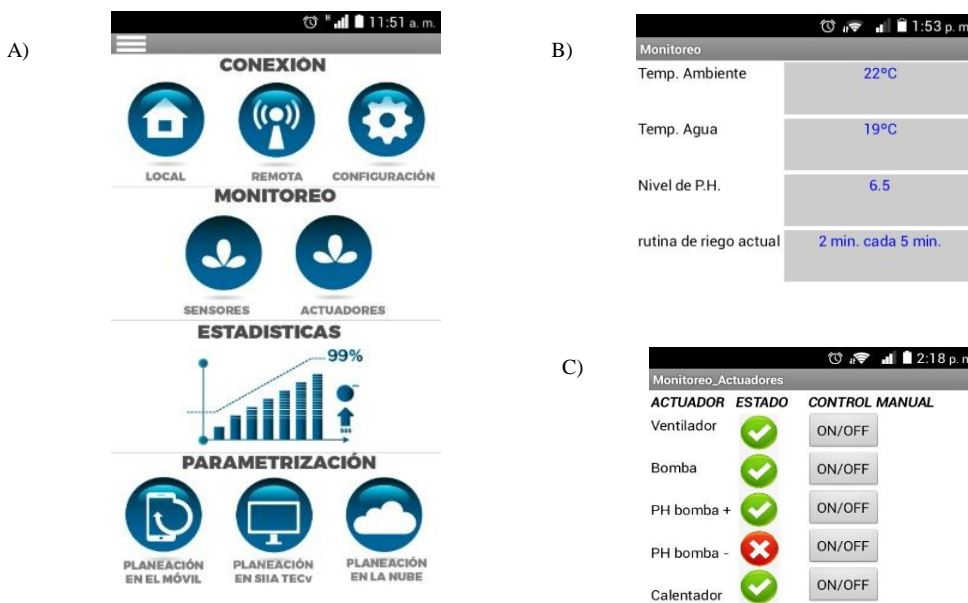 A)
11:51 a. m.
CONEXIÓN
LOCAL REMOTA CONFIGURACIÓN
MONITOREO
SENSORES ACTUADORES
ESTADISTICAS
99%
PARAMETRIZACIÓN
PLANEACIÓN EN EL MÓVIL
PLANEACIÓN EN SIIA TECv
PLANEACIÓN EN LA NUBE
B)
1:53 p. m
Monitoreo
Temp. Ambiente 22ºC
Temp. Agua 19ºC
Nivel de P.H. 6.5
rutina de riego actual 2 min. cada 5 min.
C)
2:18 p. n
Monitoreo_Actuadores
ACTUADOR ESTADO CONTROL MANUAL
Ventilador ON/OFF
Bomba ON/OFF
PH bomba + ON/OFF
PH bomba - ON/OFF
Calentador ON/OFF